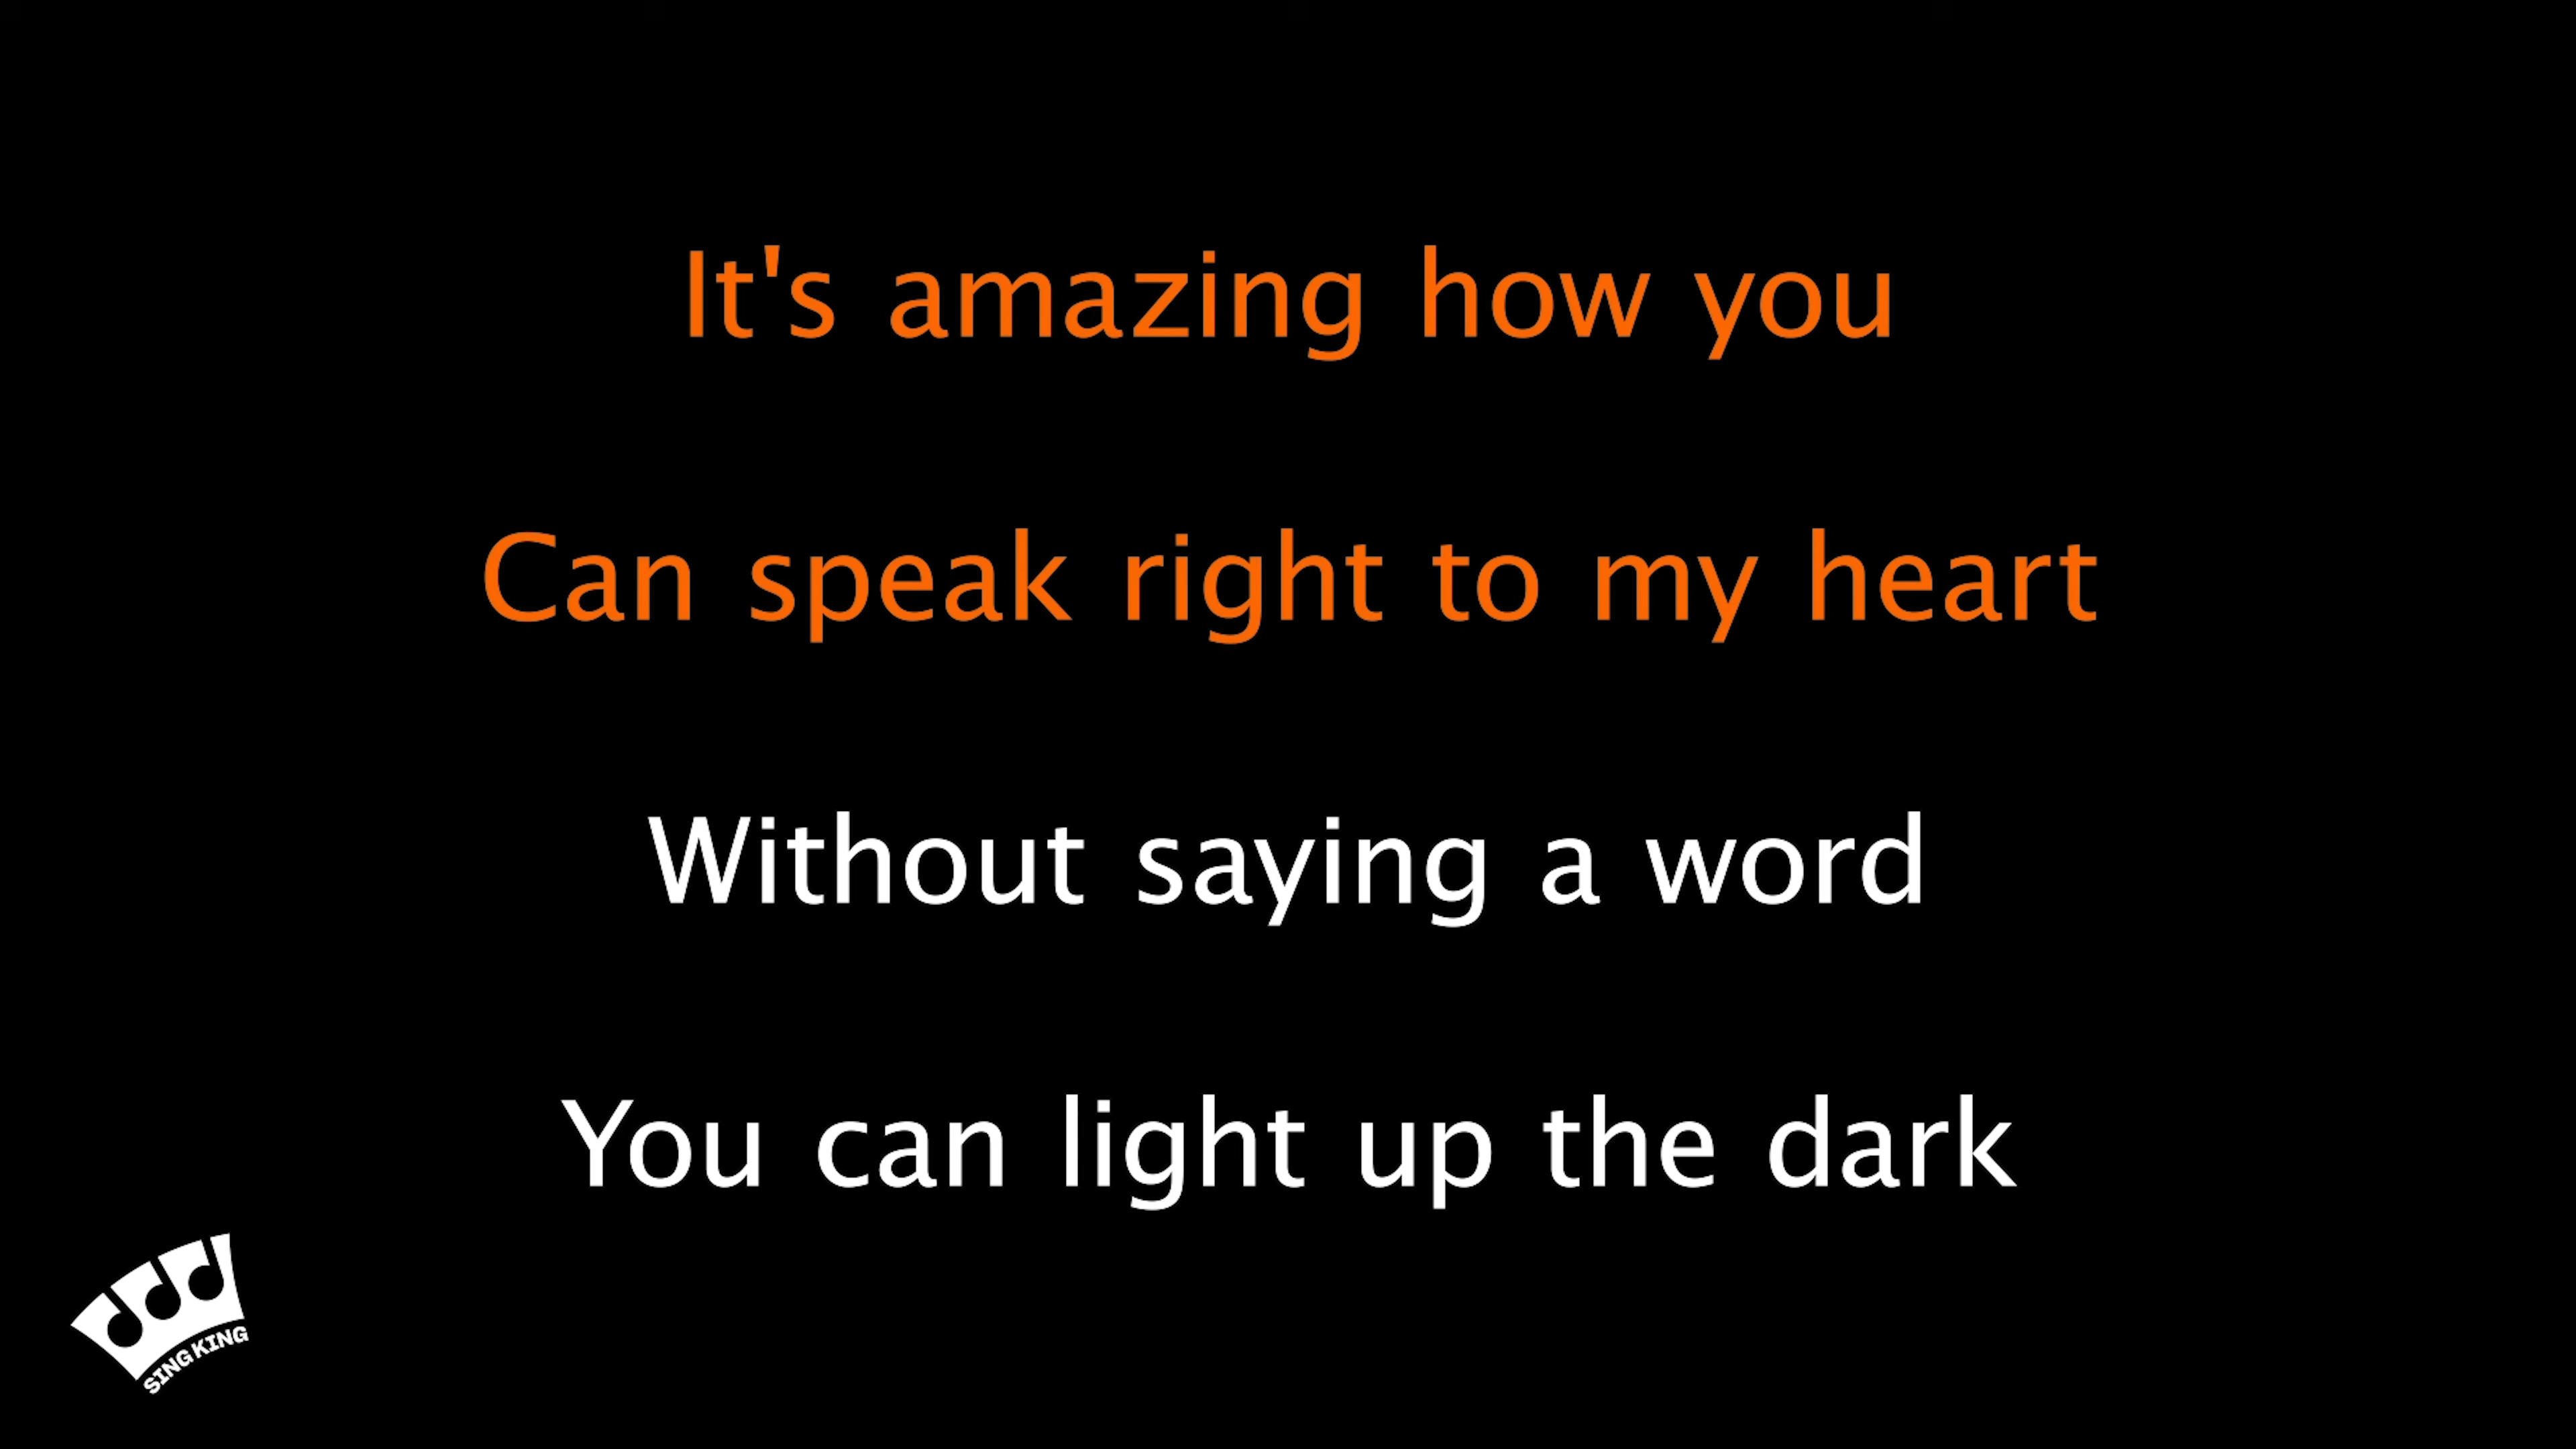 It's amazing how you
Can speak right to my heart
Without saying a word
You can light up the dark
SING KING